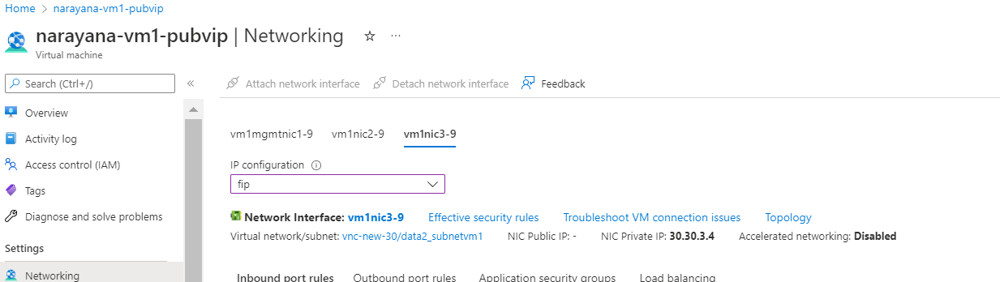 Home > narayana-vm1-pubvip
narayana-vm1-pubvip | Networking ...
Virtual machine
Search (Ctrl+/)
Attach network interface Detach network interface Feedback
Overview
Activity log
Access control (IAM)
Tags
Diagnose and solve problems
Settings
Networking
vm1mgmtnic1-9 vm1nic2-9 vm1nic3-9
IP configuration
fip
Network Interface: vm1nic3-9 Effective security rules Troubleshoot VM connection issues Topology
Virtual network/subnet: vnc-new-30/data2_subnetvm1 NIC Public IP: - NIC Private IP: 30.30.3.4 Accelerated networking: Disabled
Inbound port rules Outbound port rules Application security groups Load balancing